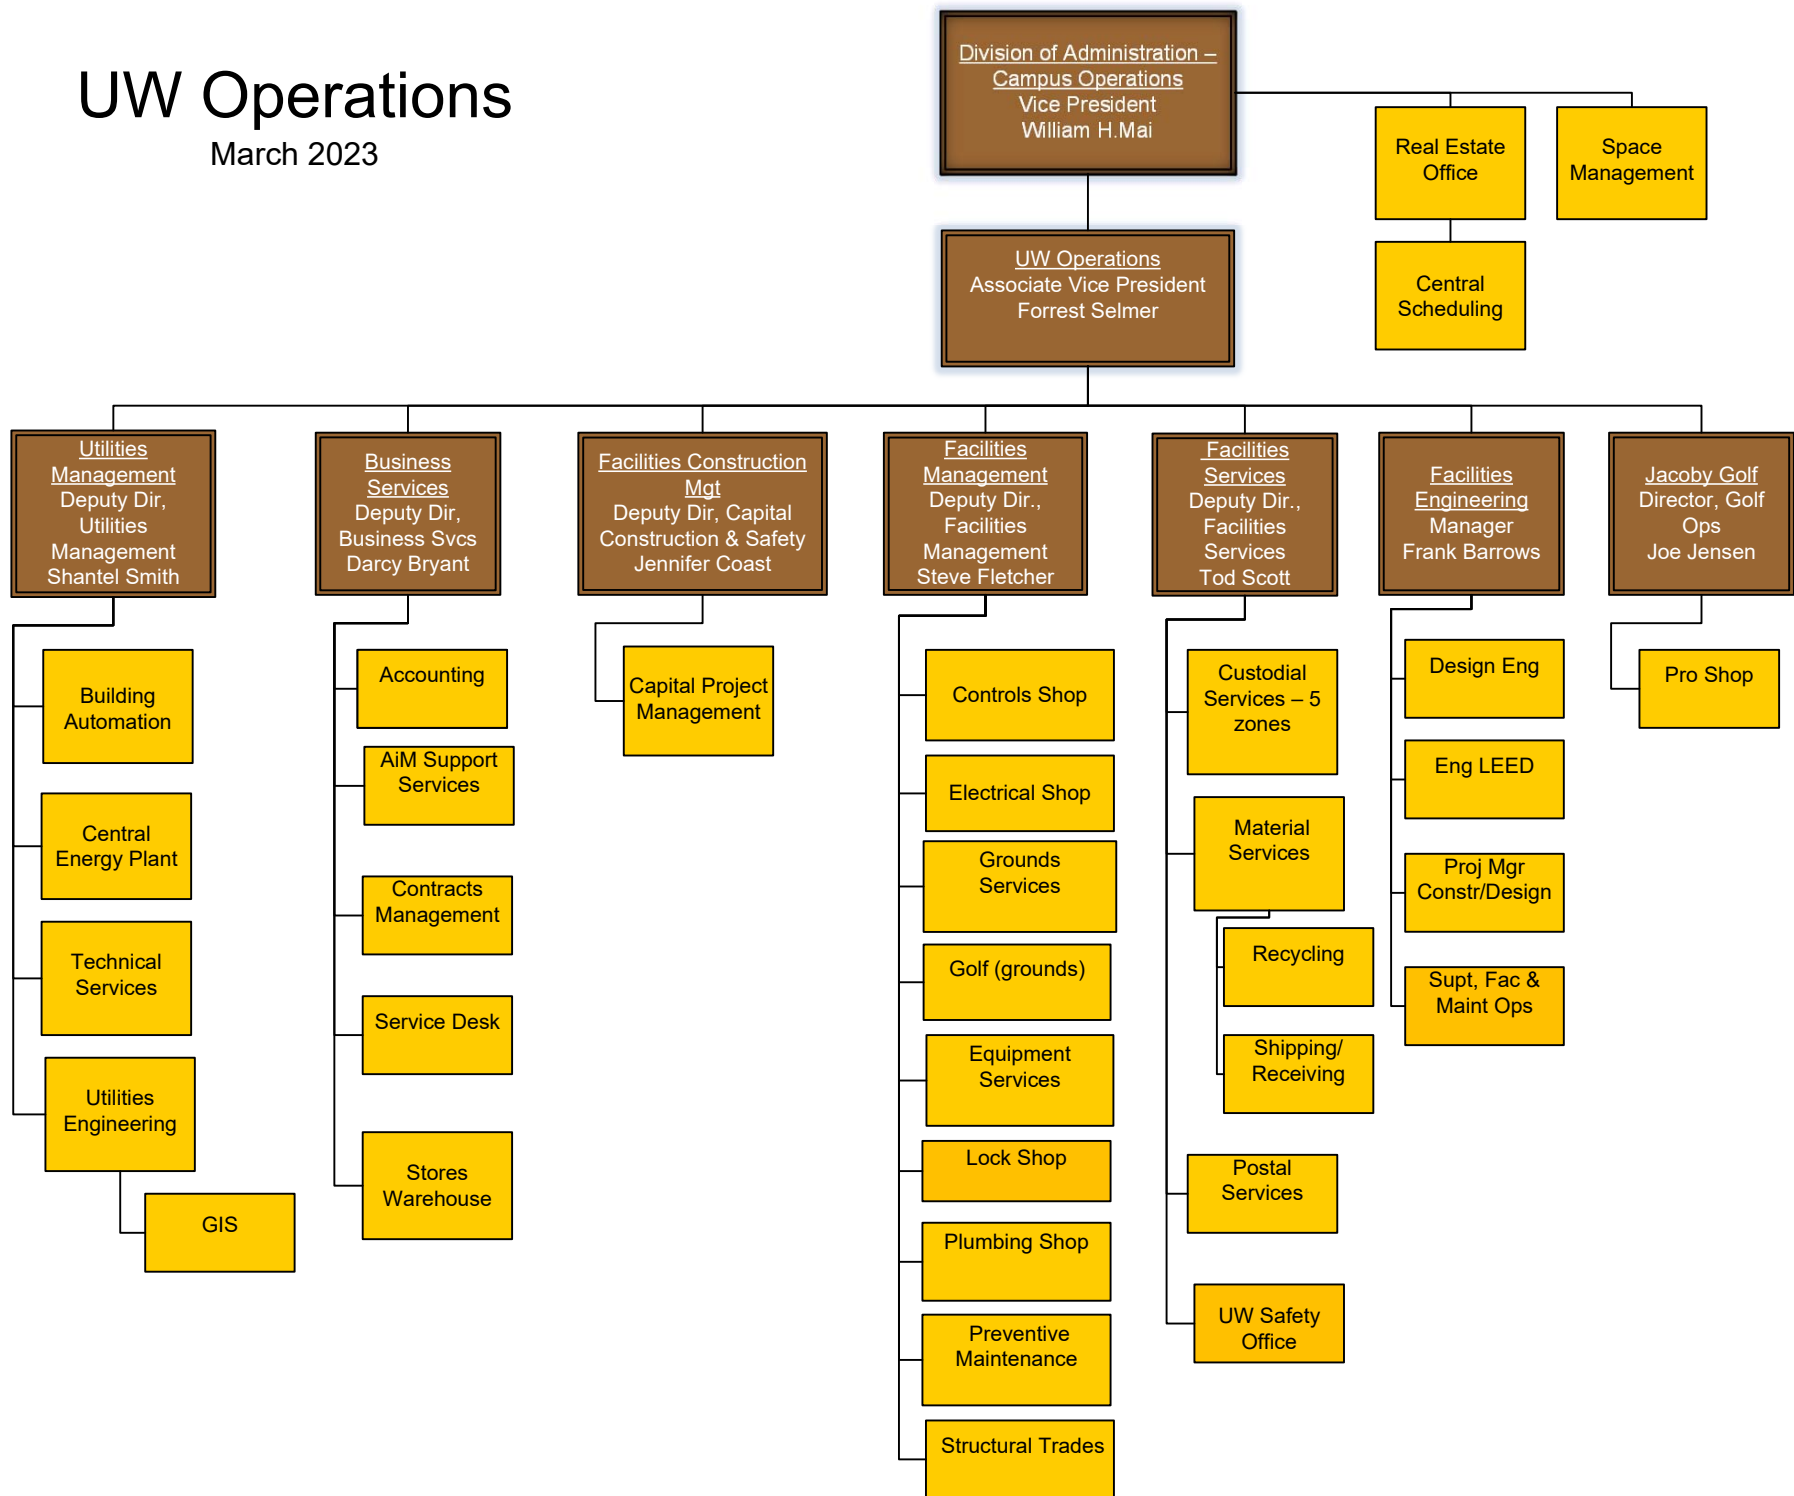 UW Operations
March 2023
Division of Administration –
Campus Operations
Vice President
William H.Mai
Real Estate
Office
Space
Management
Central
Scheduling
UW Operations
Associate Vice President
Forrest Selmer
Utilities
Management
Deputy Dir,
Utilities
Management
Shantel Smith
Building
Automation
Central
Energy Plant
Technical
Services
Utilities
Engineering
GIS
Business
Services
Deputy Dir,
Business Svcs
Darcy Bryant
Accounting
AiM Support
Services
Contracts
Management
Service Desk
Stores
Warehouse
Facilities Construction
Mgt
Deputy Dir, Capital
Construction & Safety
Jennifer Coast
Capital Project
Management
Facilities
Management
Deputy Dir.,
Facilities
Management
Steve Fletcher
Controls Shop
Electrical Shop
Grounds
Services
Golf (grounds)
Equipment
Services
Lock Shop
Plumbing Shop
Preventive
Maintenance
Structural Trades
Facilities
Services
Deputy Dir.,
Facilities
Services
Tod Scott
Custodial
Services – 5
zones
Material
Services
Recycling
Shipping/
Receiving
Postal
Services
UW Safety
Office
Facilities
Engineering
Manager
Frank Barrows
Design Eng
Eng LEED
Proj Mgr
Constr/Design
Supt, Fac &
Maint Ops
Jacoby Golf
Director, Golf
Ops
Joe Jensen
Pro Shop